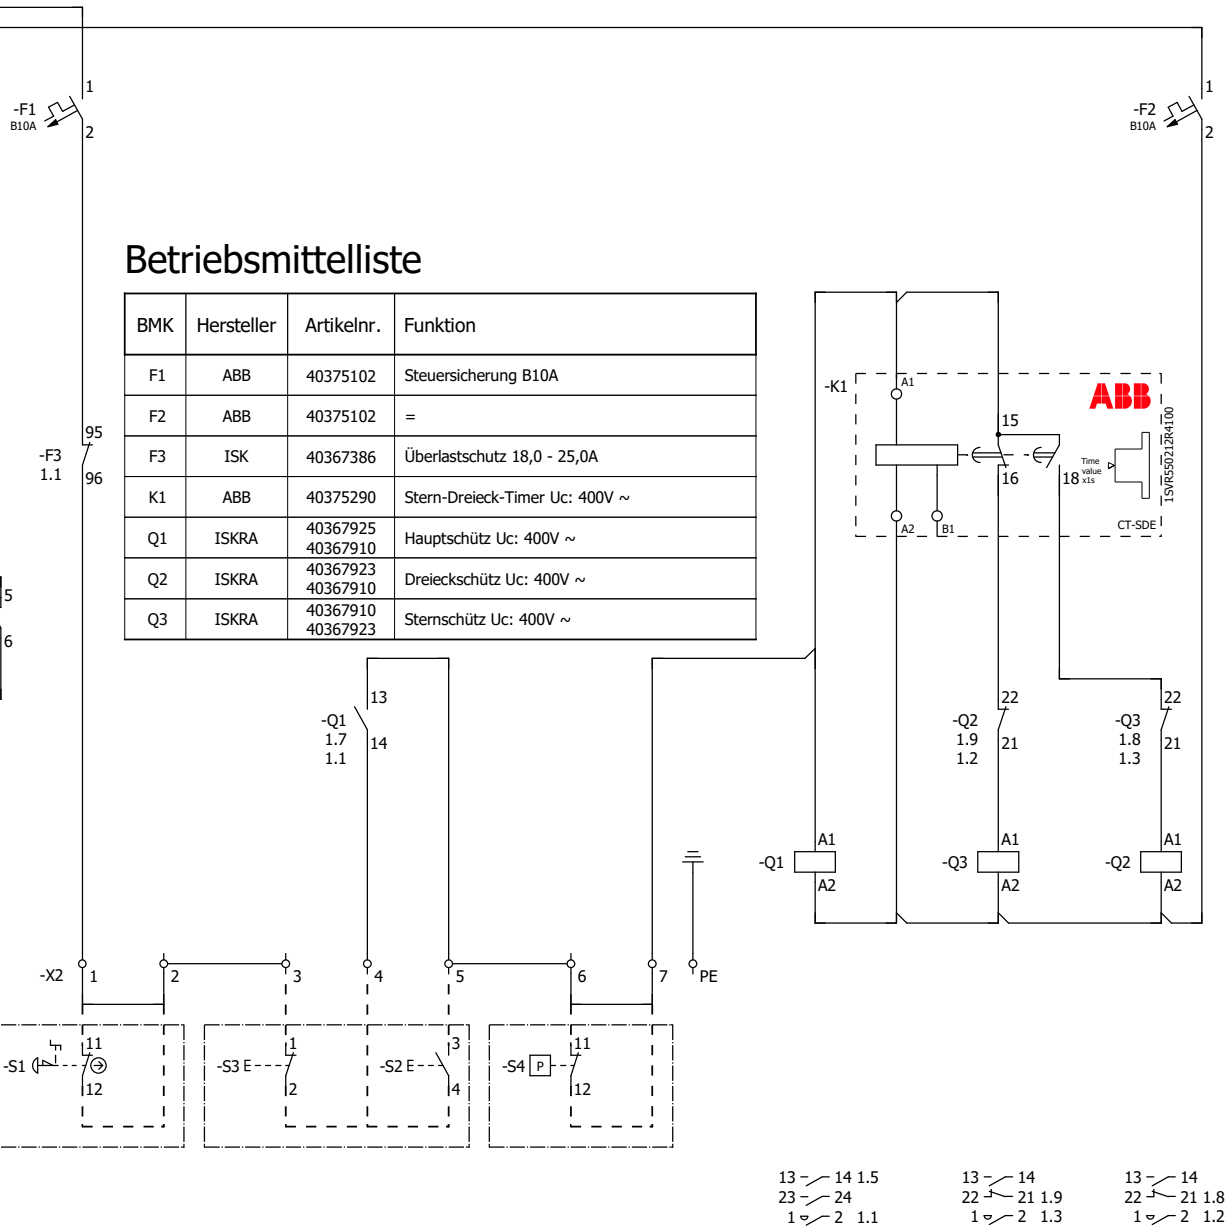 1
-F1
B10A
2
1
-F2
B10A
2
Betriebsmittelliste
BMK Hersteller Artikelnr. Funktion
F1 ABB 40375102 Steuersicherung B10A
F2 ABB 40375102 =
F3 ISK 40367386 Überlastschutz 18,0 - 25,0A
K1 ABB 40375290 Stern-Dreieck-Timer Uc: 400V ~
Q1 ISKRA 40367925 40367910 Hauptschütz Uc: 400V ~
Q2 ISKRA 40367923 40367910 Dreieckschütz Uc: 400V ~
Q3 ISKRA 40367910 40367923 Sternschütz Uc: 400V ~
95
-F3
1.1
96
5
6
-K1
A1
ABB
15
16
18
Time
value
x1s
1SVR550212R4100
A2
B1
CT-SDE
13
-Q1
1.7
14
1.1
22
-Q2
1.9
21
1.2
22
-Q3
1.8
21
1.3
A1
-Q1
A2
A1
-Q3
A2
A1
-Q2
A2
-X2 1 2 3 4 5 6 7 PE
11
-S1
12
1
-S3 E
2
3
-S2 E
4
11
-S4 P
12
13 14 1.5
23 24
1 2 1.1
13 14
22 21 1.9
1 2 1.3
13 14
22 21 1.8
1 2 1.2